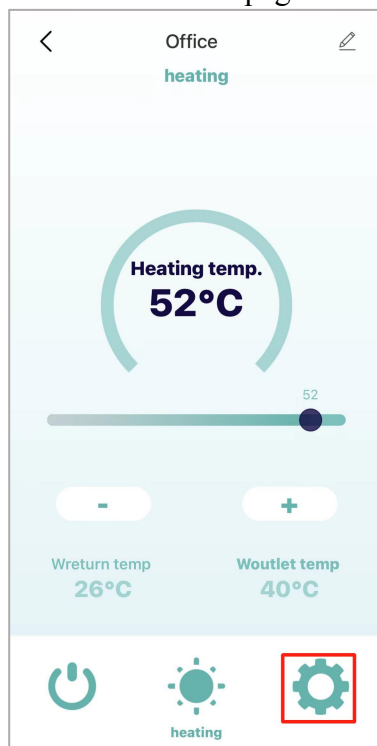 Office
heating
Heating temp.
52°C
52
- +
Wreturn temp Woutlet temp
26°C 40°C
heating